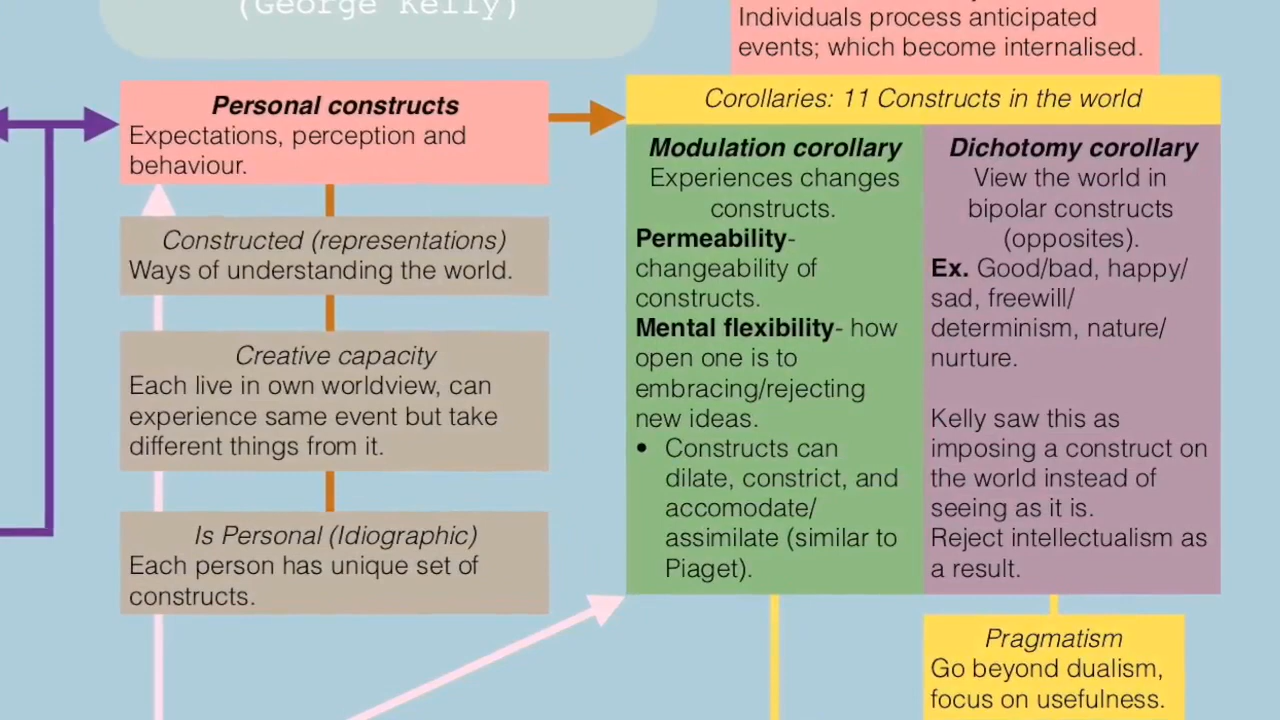 (George Kelly)
Individuals process anticipated
events; which become internalised.
Personal constructs
Expectations, perception and
behaviour.
Constructed (representations)
Ways of understanding the world.
Creative capacity
Each live in own worldview, can
experience same event but take
different things from it.
Is Personal (Idiographic)
Each person has unique set of
constructs.
Corollaries: 11 Constructs in the world
Modulation corollary
Experiences changes
constructs.
Permeability-
changeability of
constructs.
Mental flexibility- how
open one is to
embracing/rejecting
new ideas.
• Constructs can
dilate, constrict, and
accomodate/
assimilate (similar to
Piaget).
Dichotomy corollary
View the world in
bipolar constructs
(opposites).
Ex. Good/bad, happy/
sad, freewill/
determinism, nature/
nurture.
Kelly saw this as
imposing a construct on
the world instead of
seeing as it is.
Reject intellectualism as
a result.
Pragmatism
Go beyond dualism,
focus on usefulness.